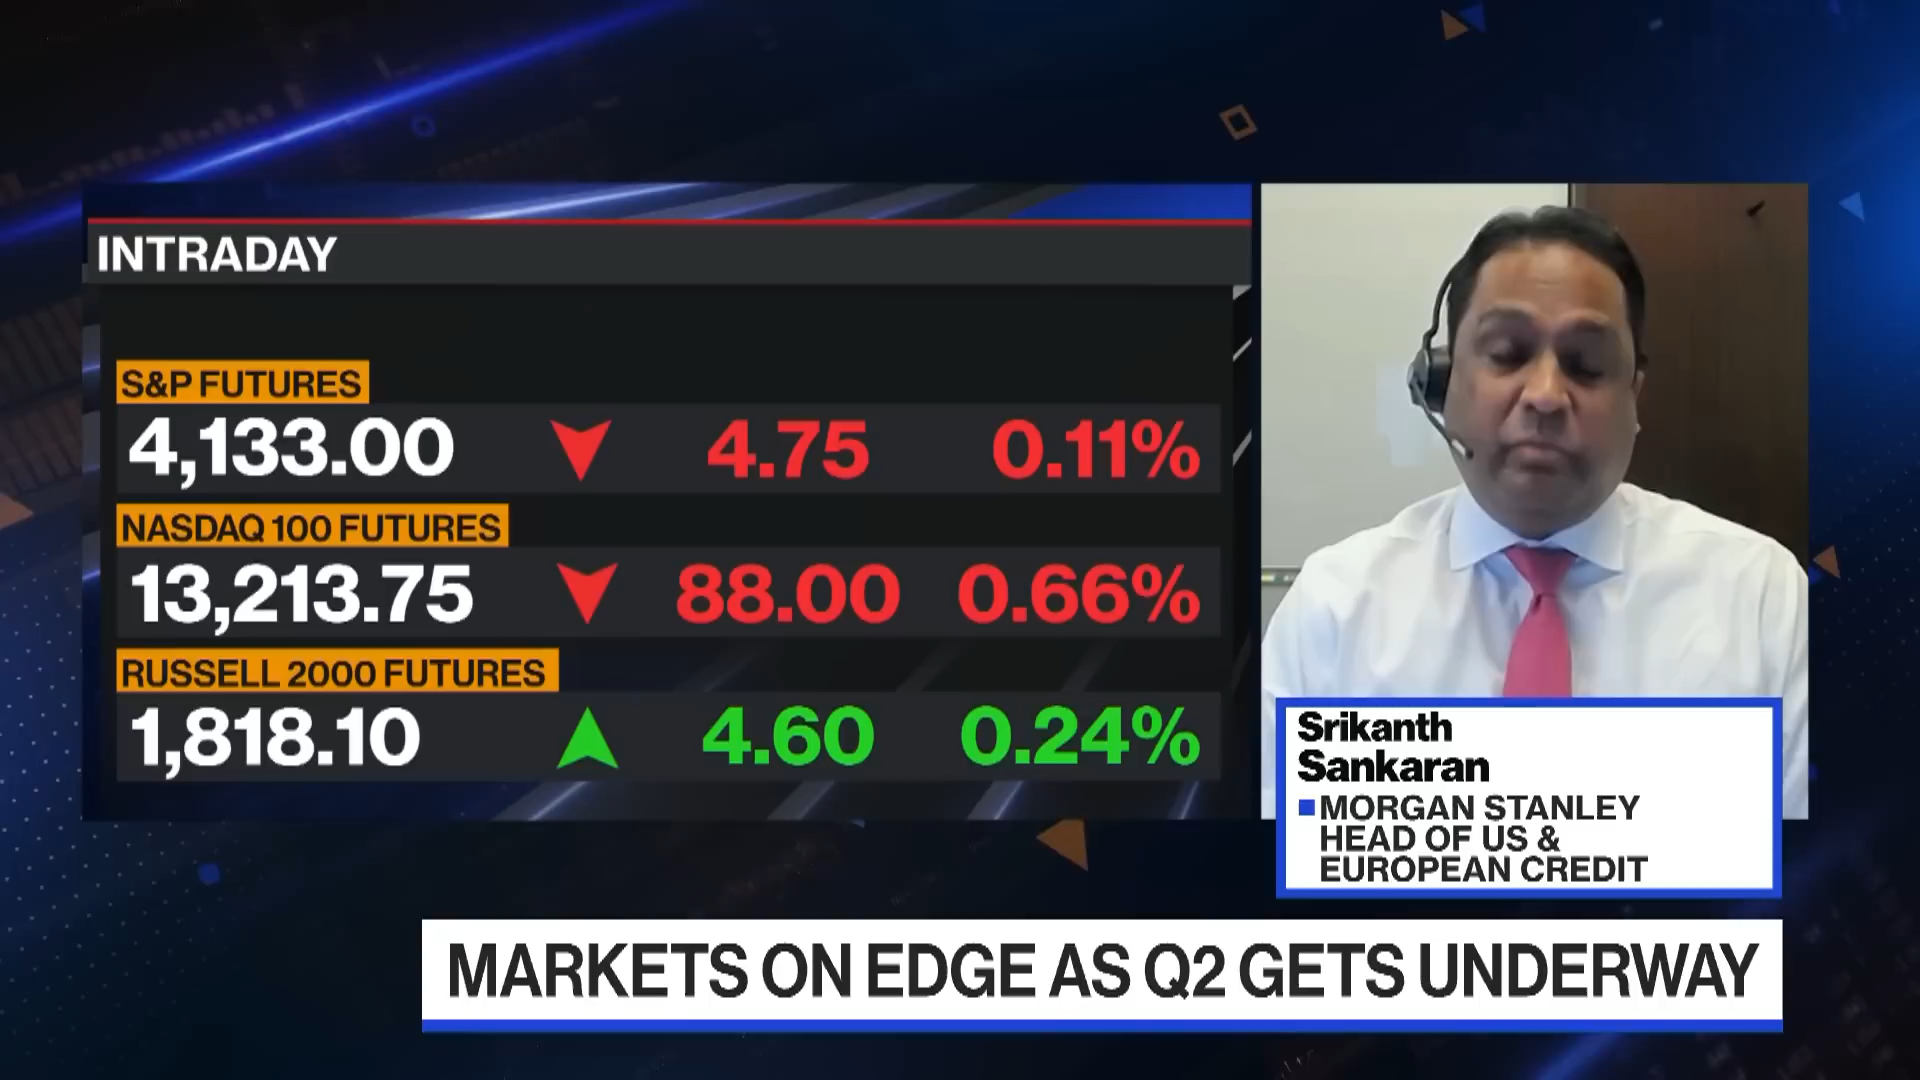 INTRADAY
S&P FUTURES
4,133.00 ▼ 4.75 0.11%
NASDAQ 100 FUTURES
13,213.75 ▼ 88.00 0.66%
RUSSELL 2000 FUTURES
1,818.10 ▲ 4.60 0.24%
Srikanth
Sankaran
MORGAN STANLEY
HEAD OF US &
EUROPEAN CREDIT
MARKETS ON EDGE AS Q2 GETS UNDERWAY